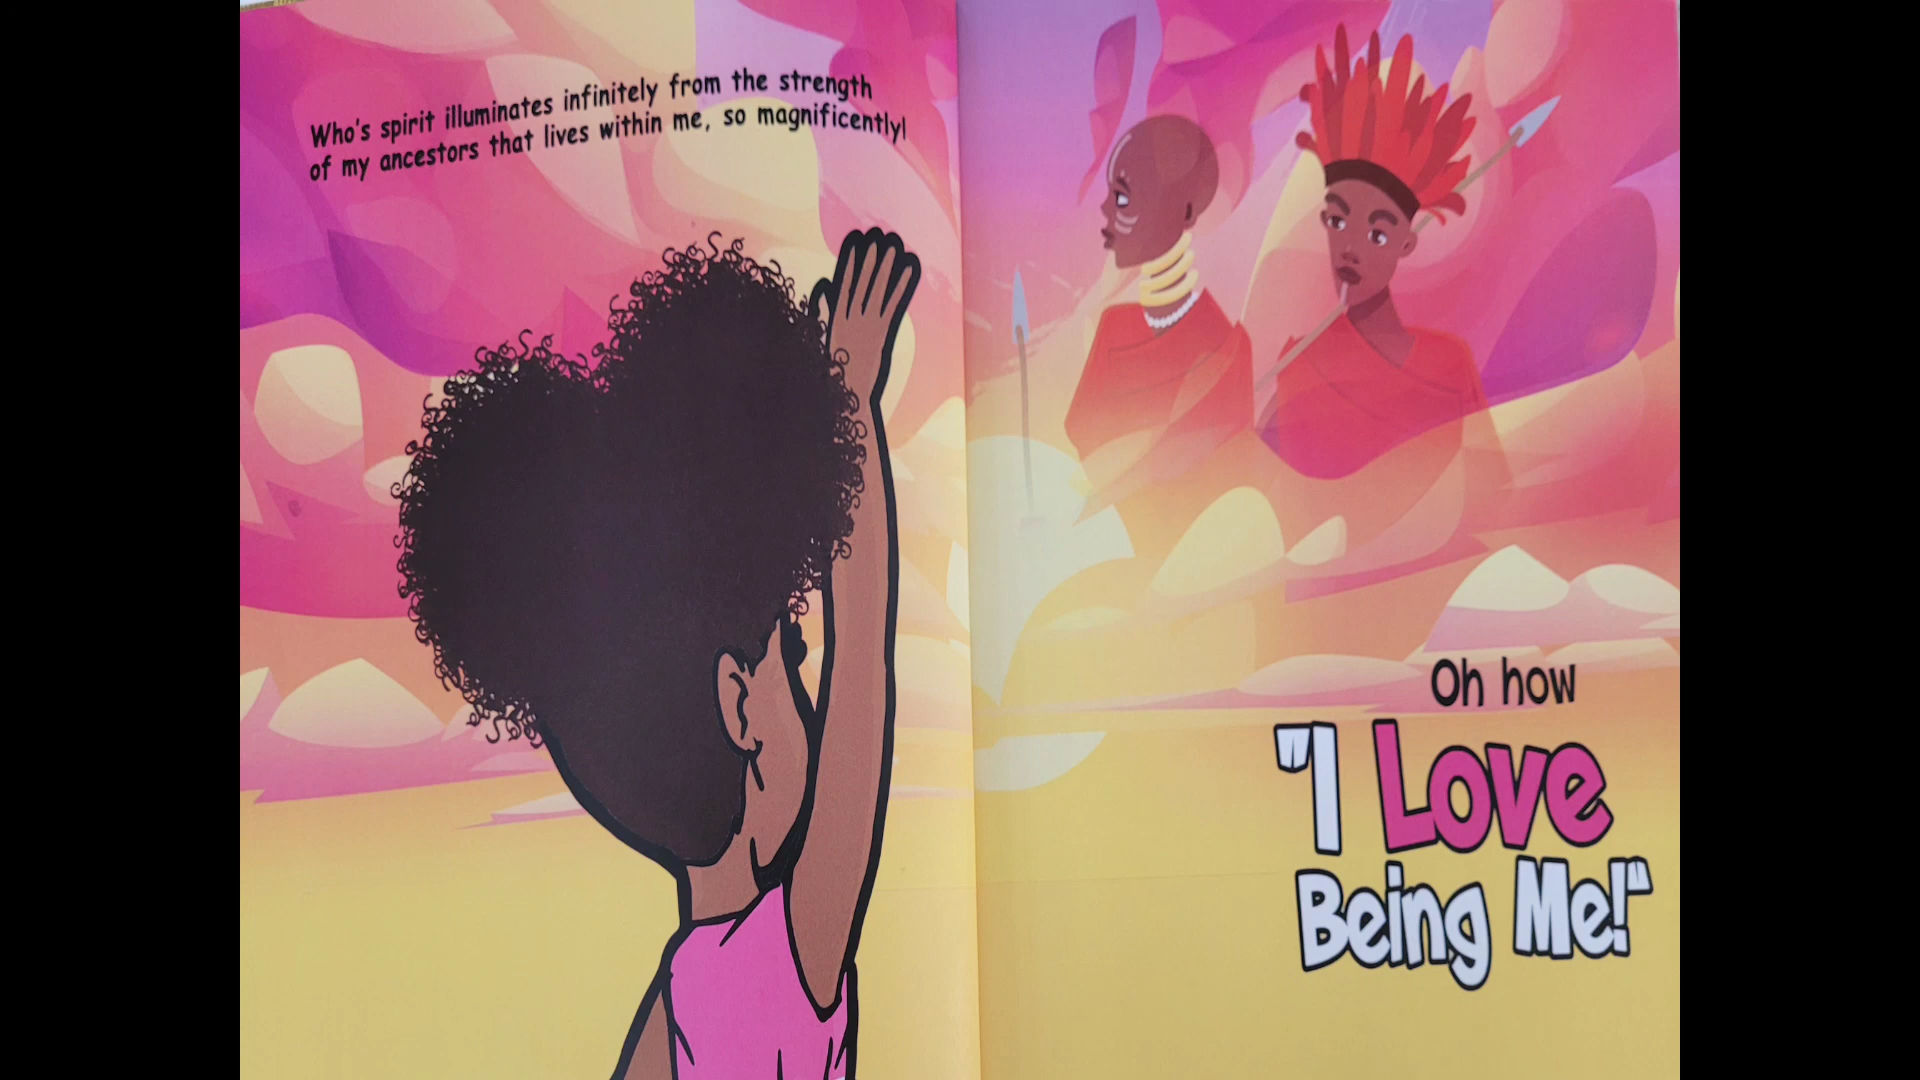 Who's spirit illuminates infinitely from the strength
of my ancestors that lives within me, so magnificently!
Oh how
"I Love
Being Me!"